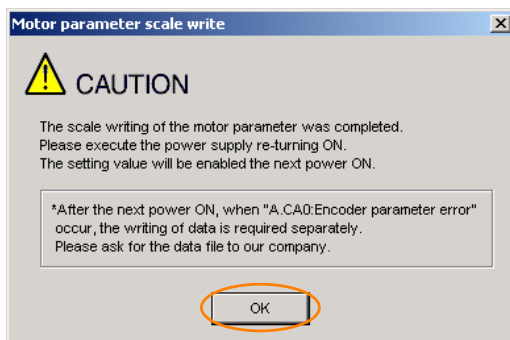 Motor parameter scale write
CAUTION
The scale writing of the motor parameter was completed.
Please execute the power supply re-turning ON.
The setting value will be enabled the next power ON.
*After the next power ON, when "A.CA0:Encoder parameter error"
occur, the writing of data is required separately.
Please ask for the data file to our company.
OK